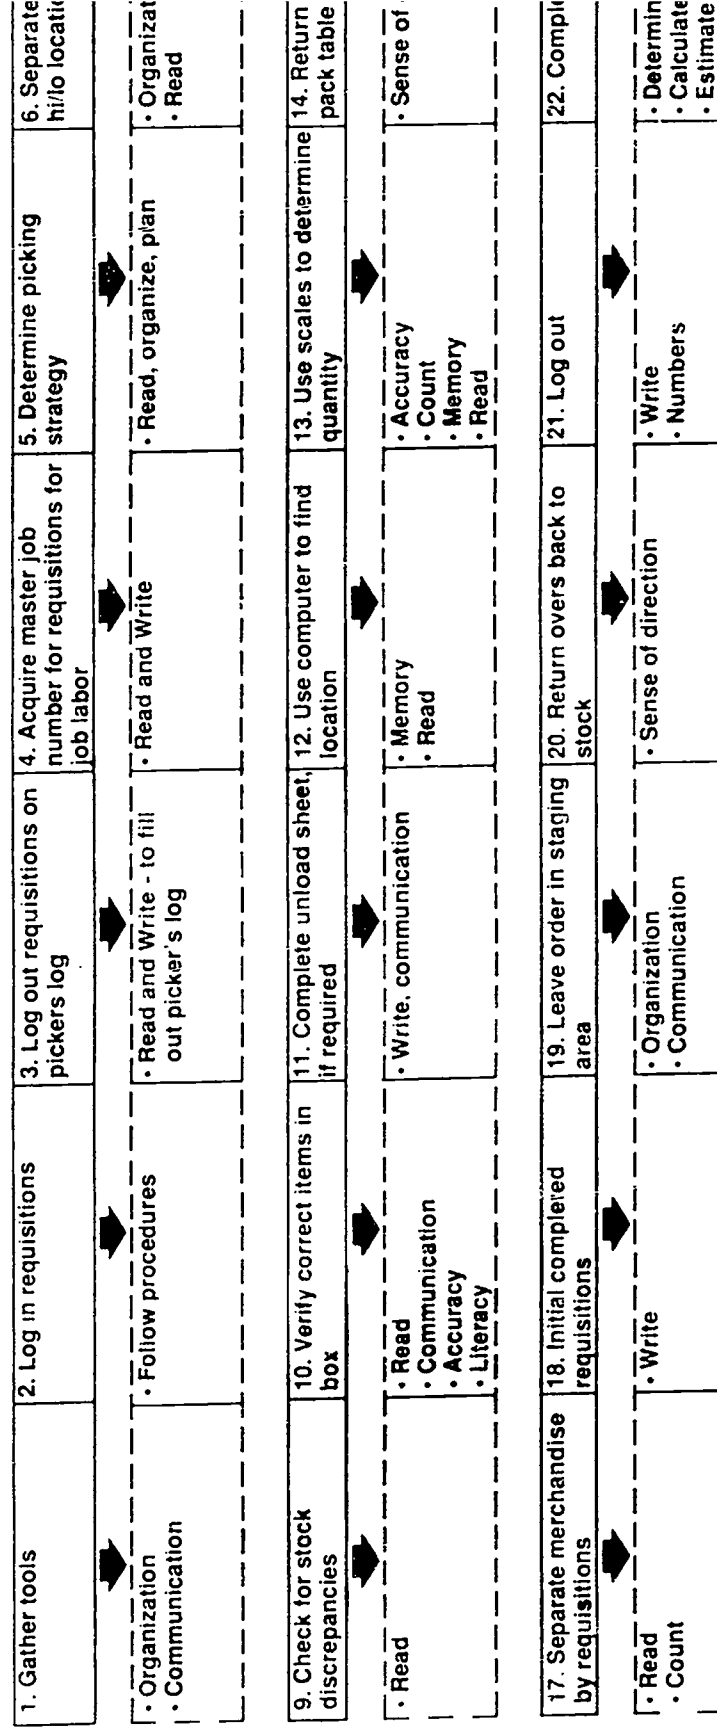 1. Gather tools
• Organization
• Communication
2. Log in requisitions
• Follow procedures
3. Log out requisitions on
pickers log
• Read and Write - to fill
out picker's log
4. Acquire master job
number for requisitions for
job labor
• Read and Write
5. Determine picking
strategy
• Read, organize, plan
6. Separate
hi/lo
• Read
9. Check for stock
discrepancies
• Read
10. Verify correct items in
box
• Read
• Communication
• Accuracy
• Literacy
11. Complete unload sheet,
if required
• Write, communication
12. Use computer to find
location
• Memory
• Read
13. Use scales to determine
quantity
• Accuracy
• Count
• Memory
• Read
14. Return
pack table
• Sense of
17. Separate merchandise
by requisitions
• Read
• Count
18. Initial completed
requisitions
• Write
19. Leave order in staging
area
• Organization
• Communication
20. Return overs back to
stock
• Sense of direction
21. Log out
• Write
• Numbers
22.
• Calculate
• Estimate